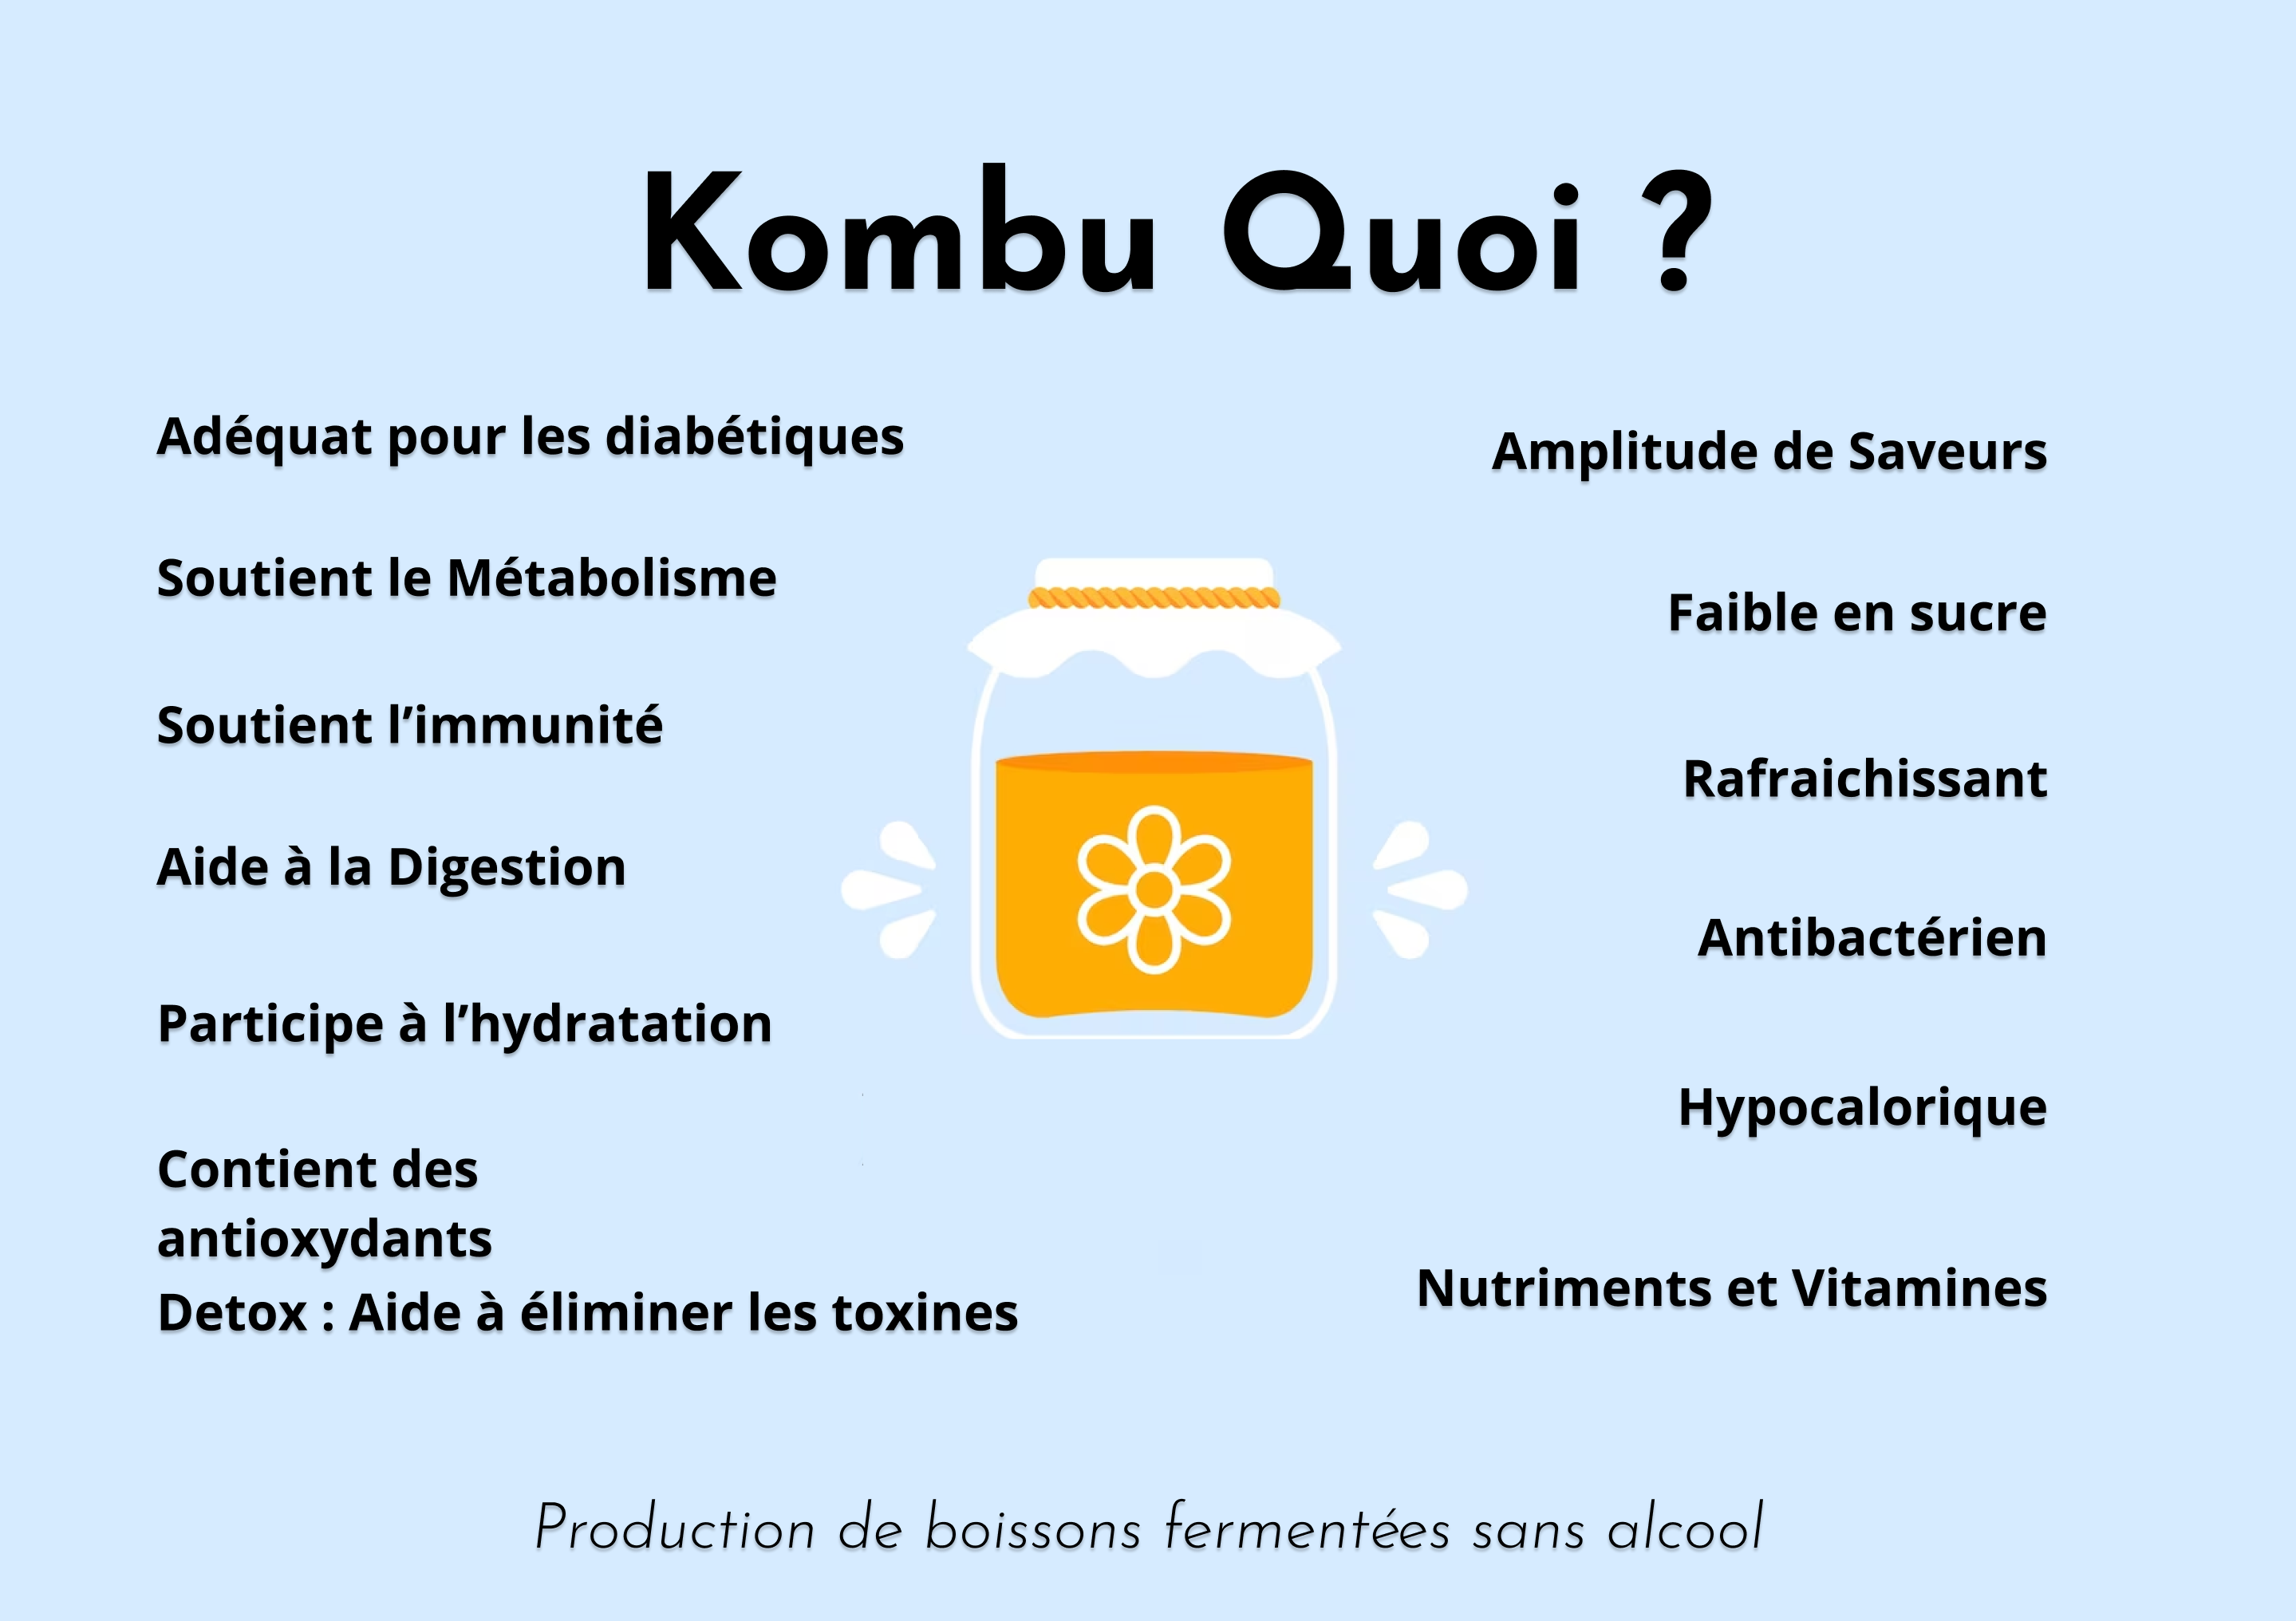 Kombu Quoi ?
Adéquat pour les diabétiques
Soutient le Métabolisme
Soutient l’immunité
Aide à la Digestion
Participe à l’hydratation
Contient des
antioxydants
Detox : Aide à éliminer les toxines
Amplitude de Saveurs
Faible en sucre
Rafraichissant
Antibactérien
Hypocalorique
Nutriments et Vitamines
Production de boissons fermentées sans alcool